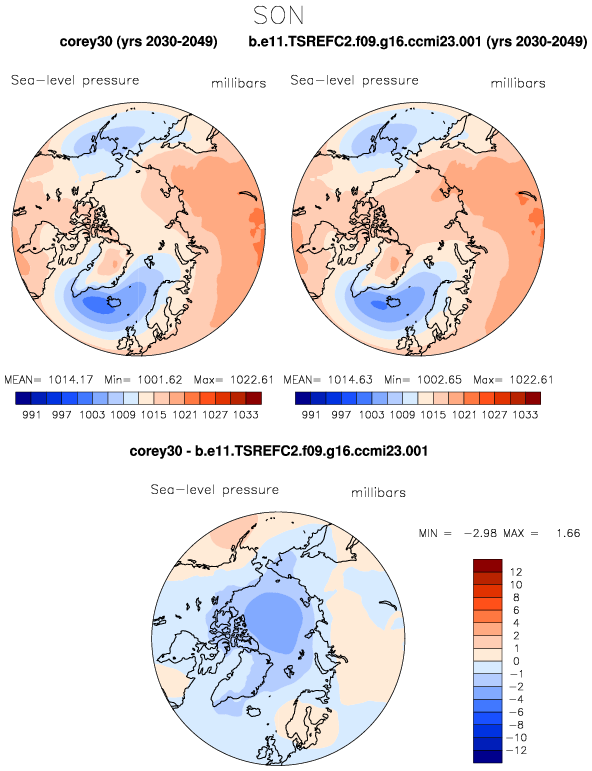 SON
corey30 (yrs 2030-2049) b.e11.TSREFC2.f09.g16.ccmi23.001 (yrs 2030-2049)
Sea-level pressure millibars Sea-level pressure millibars
MEAN= 1014.17 Min= 1001.62 Max= 1022.61 MEAN= 1014.63 Min= 1002.65 Max= 1022.61
991 997 1003 1009 1015 1021 1027 1033 991 997 1003 1009 1015 1021 1027 1033
corey30 - b.e11.TSREFC2.f09.g16.ccmi23.001
Sea-level pressure millibars
MIN = -2.98 MAX = 1.66
12
10
8
6
4
2
1
0
-1
-2
-4
-6
-8
-10
-12